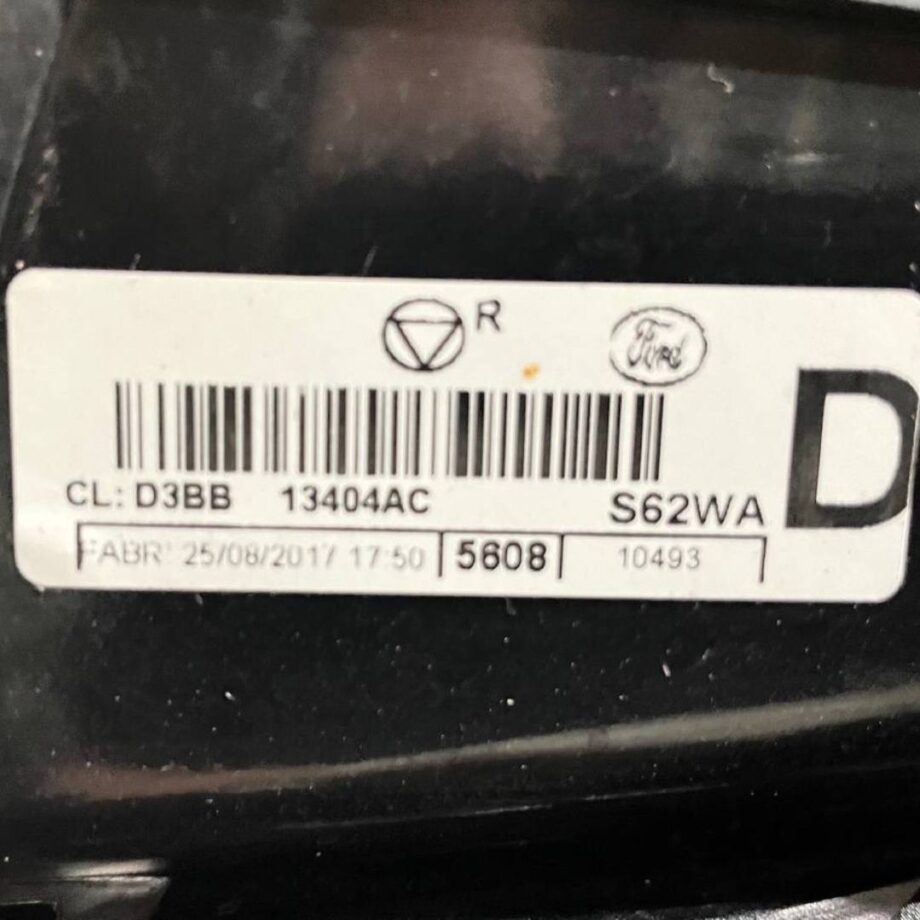 R
Ford
D
CL: D3BB 13404AC
S62WA
FABR' 25/08/2017 17:50 5608 10493